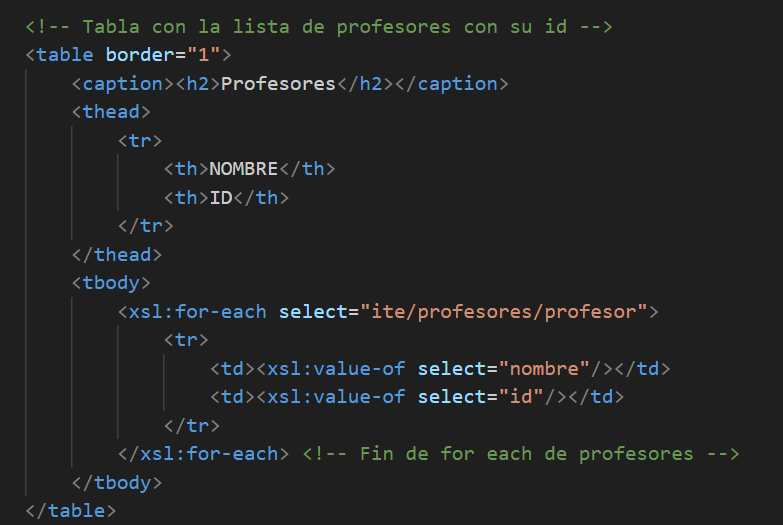 <!-- Tabla con la lista de profesores con su id -->
<table border="1">
    <caption><h2>Profesores</h2></caption>
    <thead>
        <tr>
            <th>NOMBRE</th>
            <th>ID</th>
        </tr>
    </thead>
    <tbody>
        <xsl:for-each select="ite/profesores/profesor">
            <tr>
                <td><xsl:value-of select="nombre"/></td>
                <td><xsl:value-of select="id"/></td>
            </tr>
        </xsl:for-each> <!-- Fin de for each de profesores -->
    </tbody>
</table>